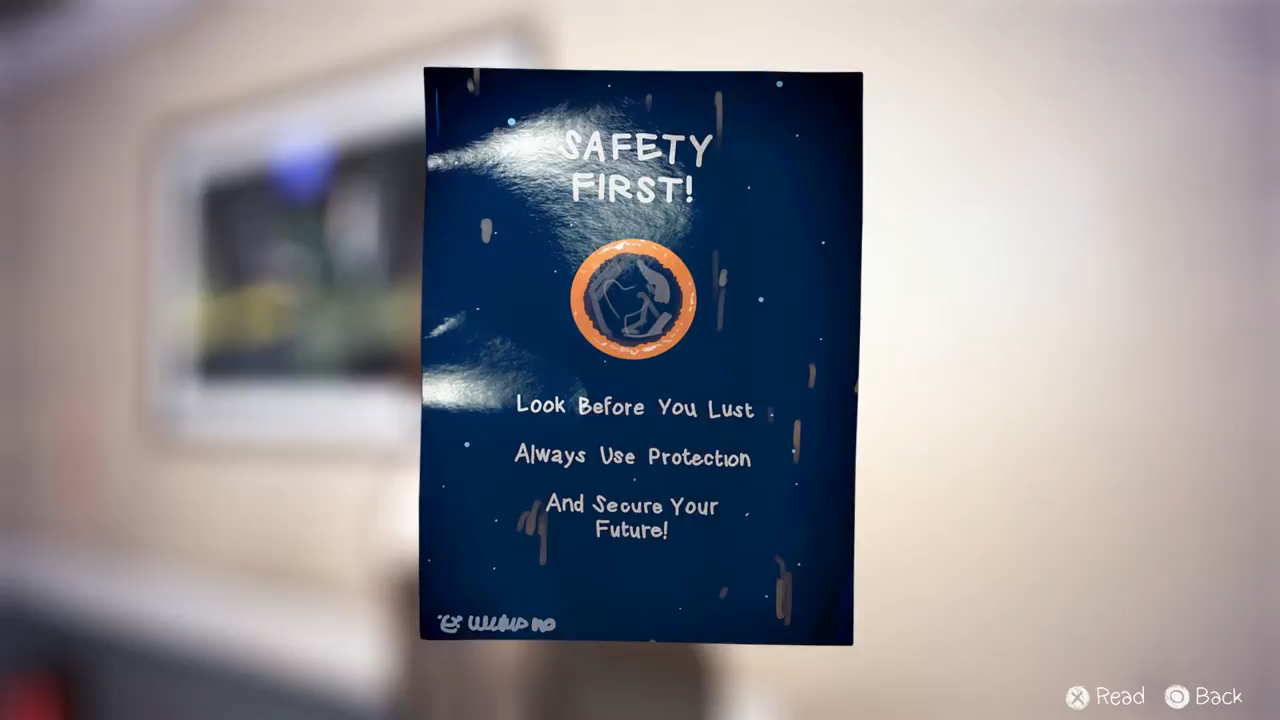 SAFETY
FIRST!
Look Before You Lust
Always Use Protection
And Secure Your
Future!
Read
Back